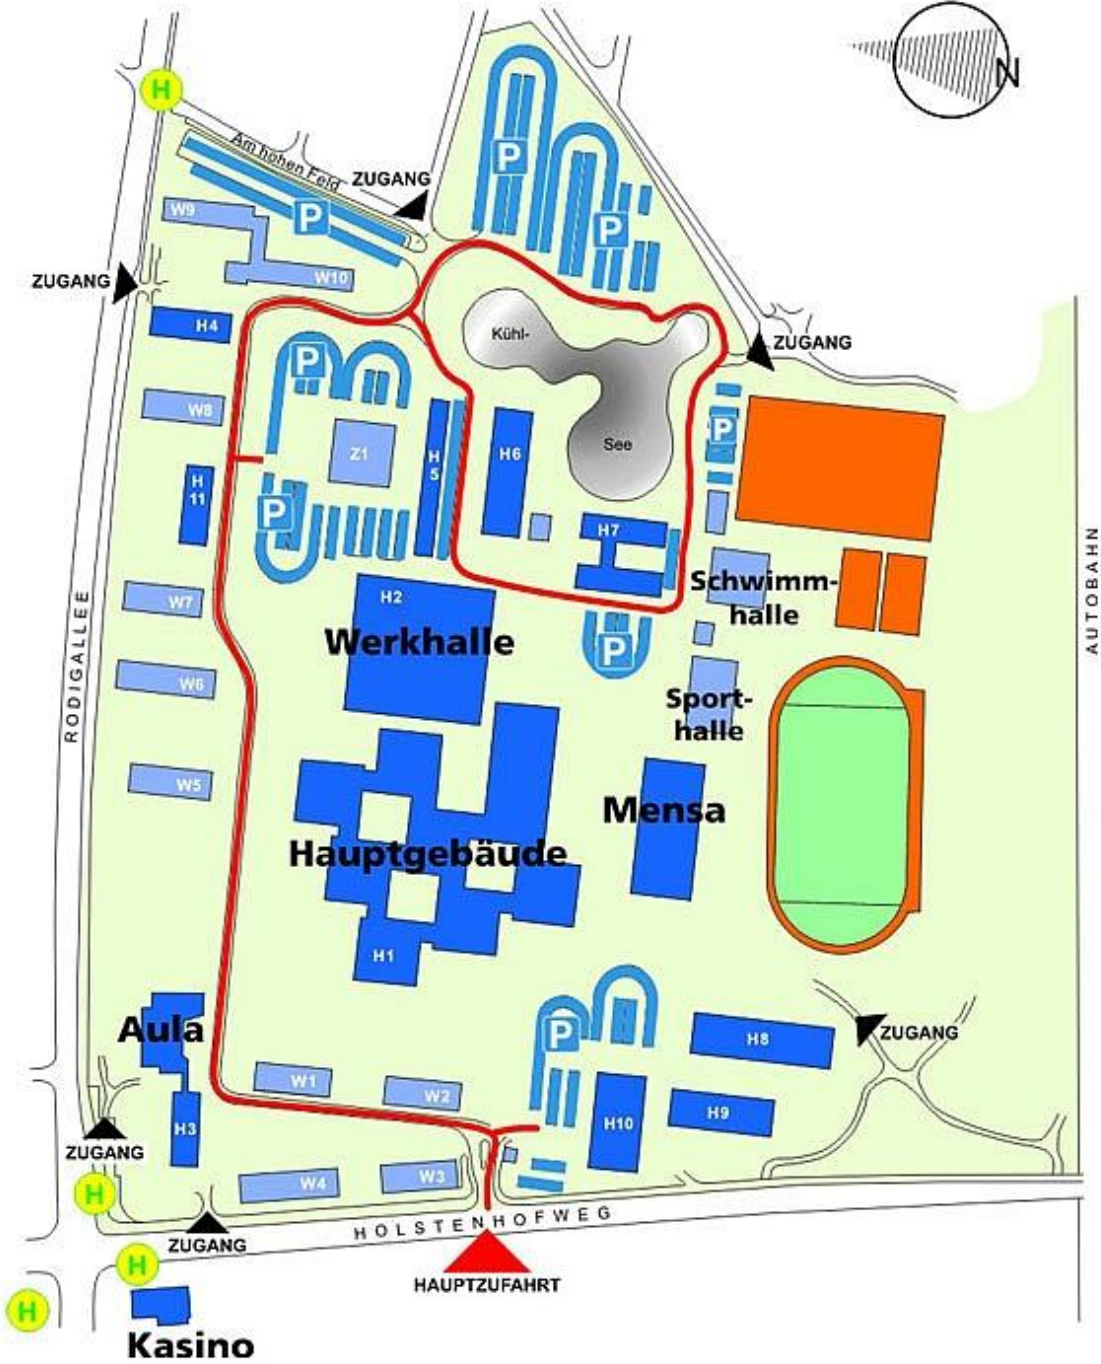 N
H
Am hohen Feld
ZUGANG
P
P
P
W9
W10
ZUGANG
H4
Kühl-
ZUGANG
P
W8
Z1
H
5
H6
See
P
H
11
P
H7
W7
H2
Werkhalle
Schwimm-
halle
AUTOBAHN
RODIGALLEE
P
W6
Sport-
halle
W5
Mensa
Hauptgebäude
H1
Aula
P
H8
ZUGANG
W1
W2
H10
H9
H3
ZUGANG
W4
W3
H
HOLSTENHOFWEG
ZUGANG
H
HAUPTZUFAHRT
H
Kasino